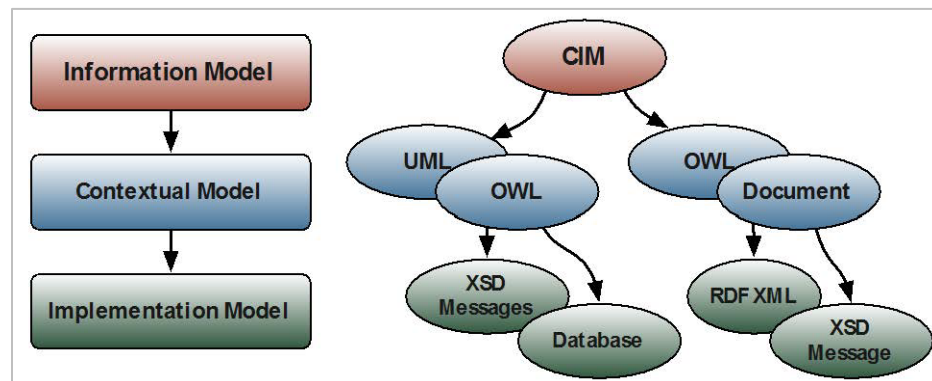 Information Model
Contextual Model
Implementation Model
CIM
UML
OWL
OWL
Document
XSD
Messages
Database
RDF XML
XSD
Message